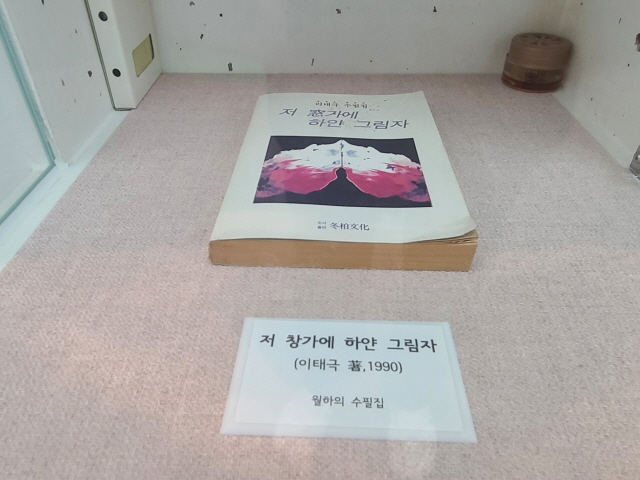 저 窓가에
하얀 그림자
冬柏文化
저 창가에 하얀 그림자
(이태극 著,1990)
월하의 수필집